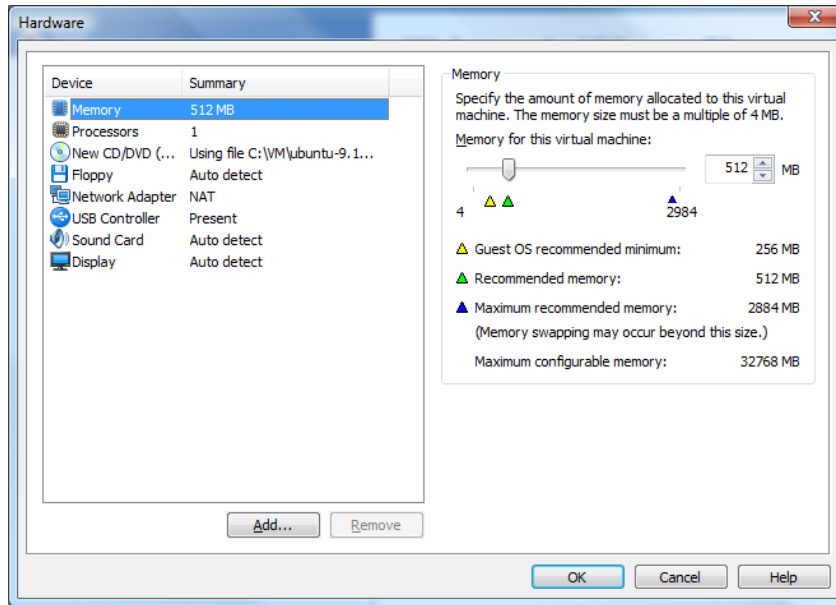 Hardware
Device Summary
Memory 512 MB
Processors 1
New CD/DVD (... Using file C:\VM\ubuntu-9.1...
Floppy Auto detect
Network Adapter NAT
USB Controller Present
Sound Card Auto detect
Display Auto detect
Add... Remove
Memory
Specify the amount of memory allocated to this virtual
machine. The memory size must be a multiple of 4 MB.
Memory for this virtual machine:
512 MB
4 2984
Guest OS recommended minimum: 256 MB
Recommended memory: 512 MB
Maximum recommended memory: 2884 MB
(Memory swapping may occur beyond this size.)
Maximum configurable memory: 32768 MB
OK Cancel Help